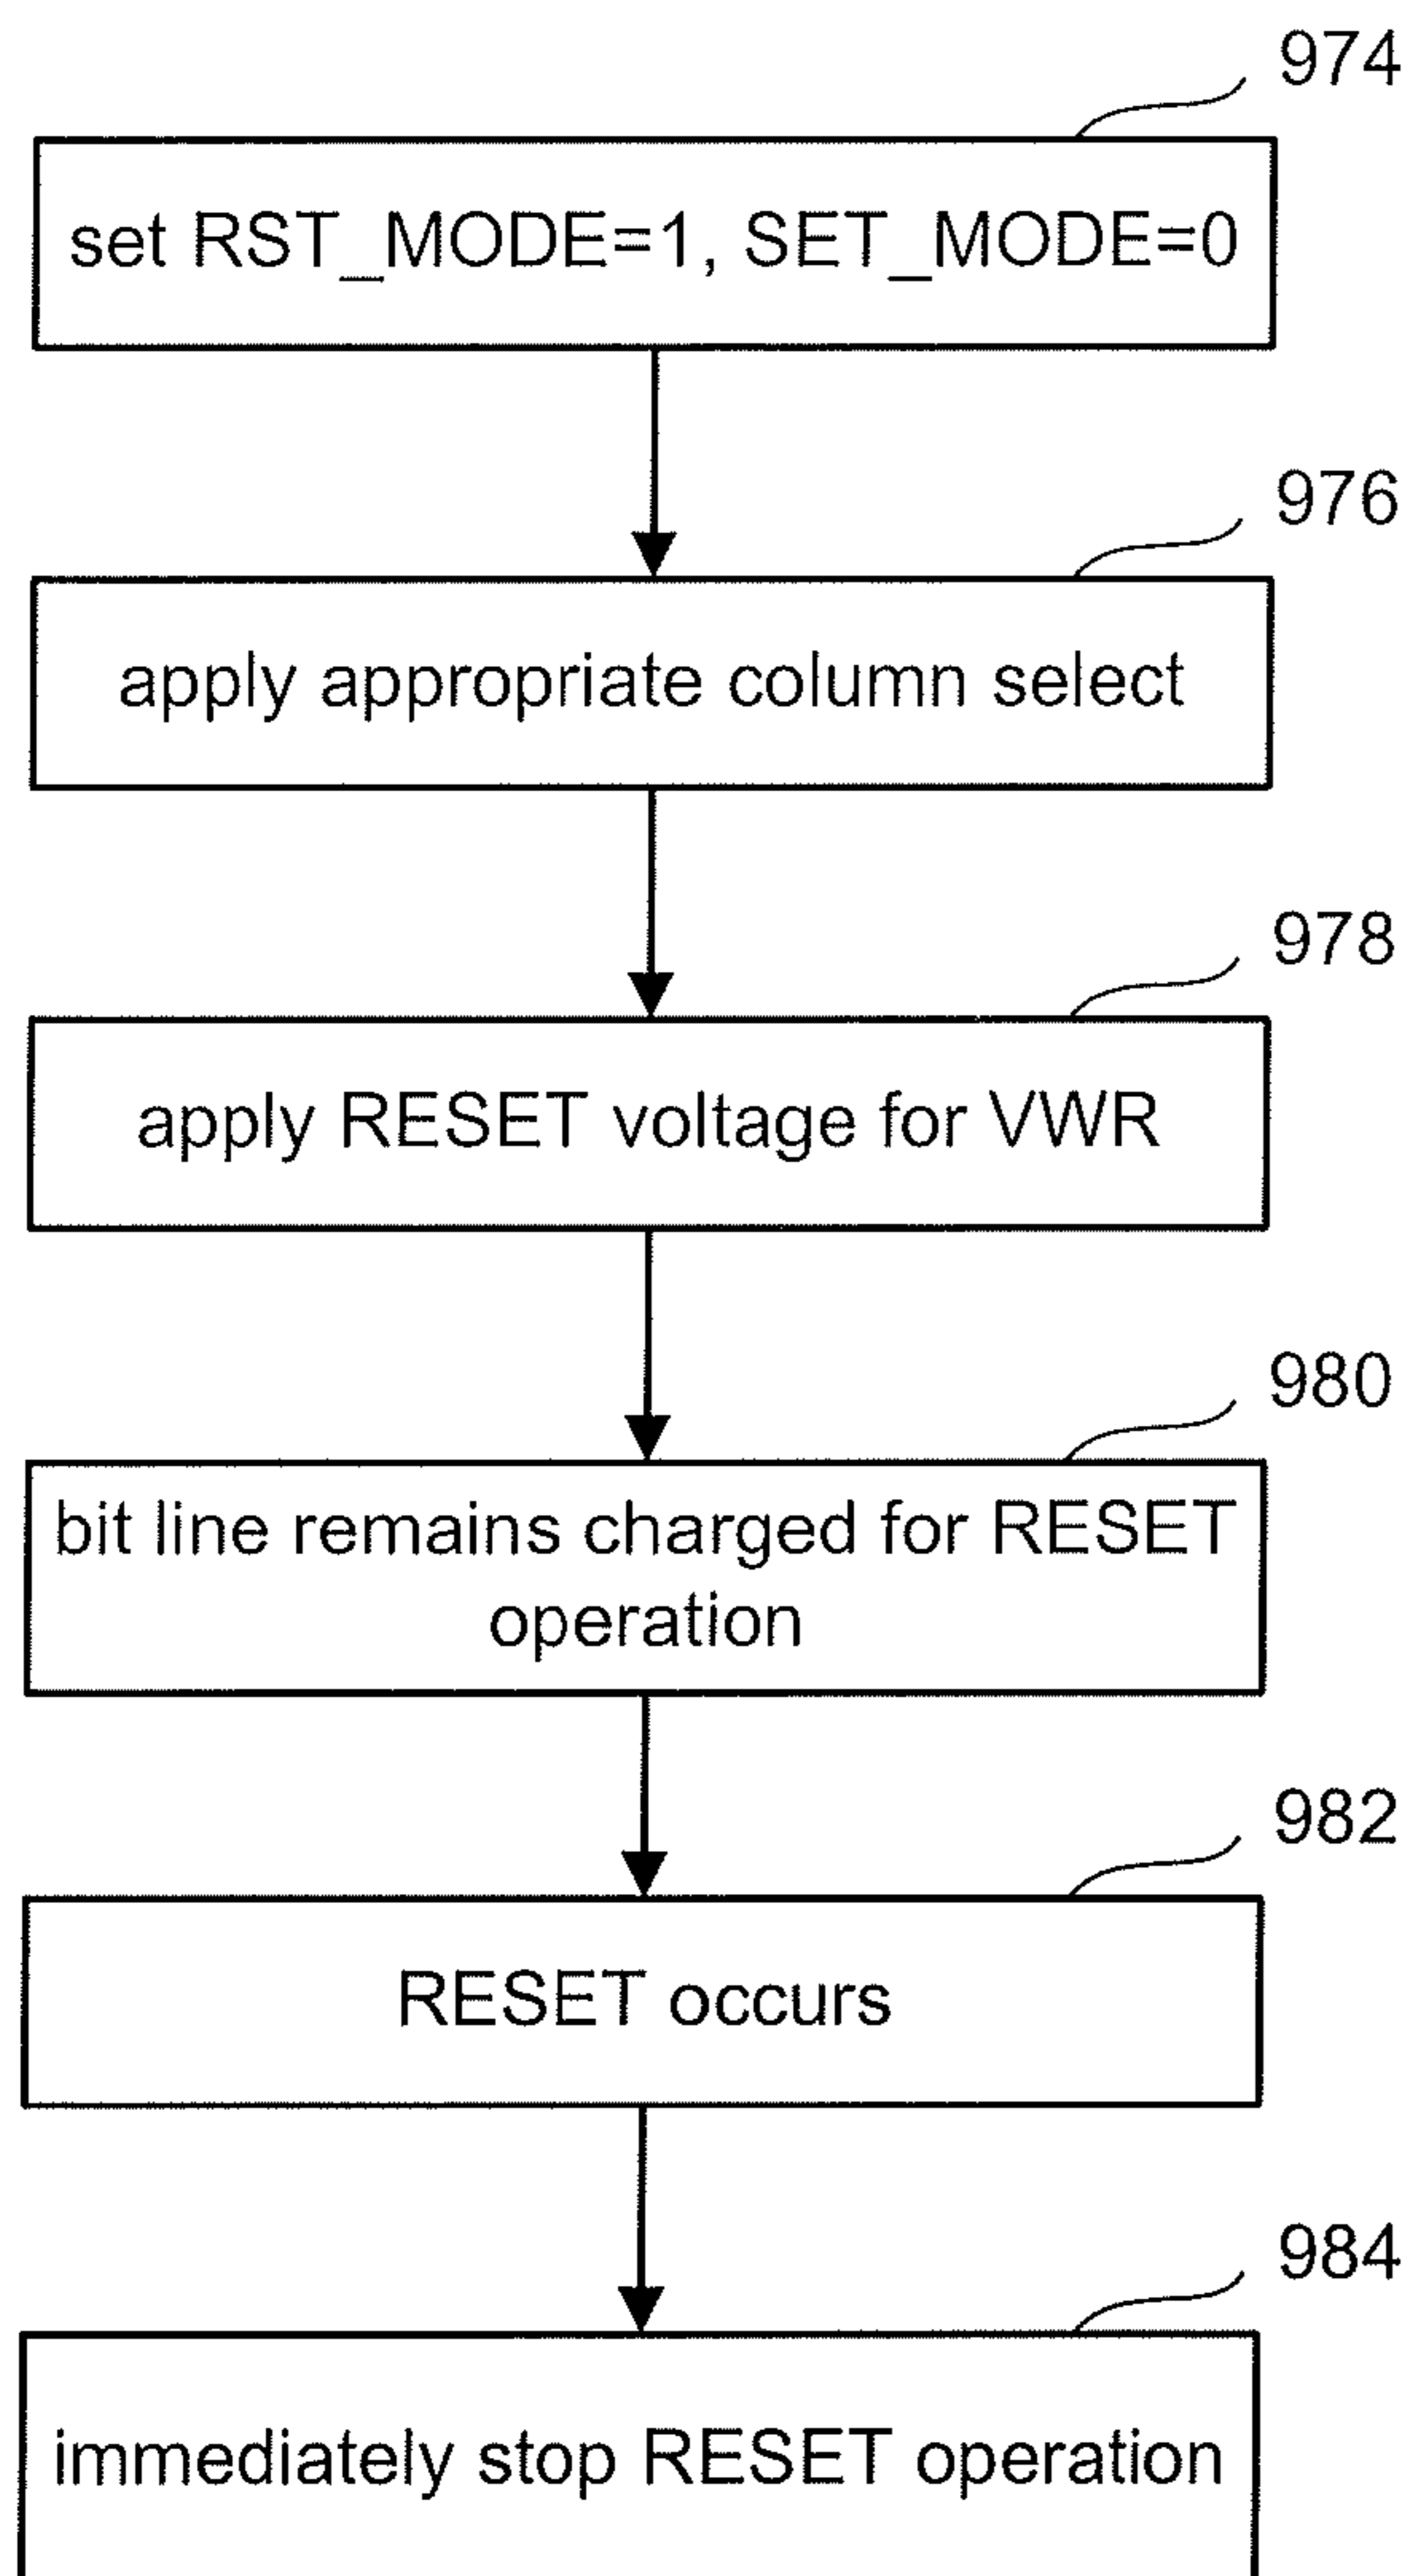 974
set RST_MODE=1, SET_MODE=0
976
apply appropriate column select
978
apply RESET voltage for VWR
980
bit line remains charged for RESET
operation
982
RESET occurs
984
immediately stop RESET operation